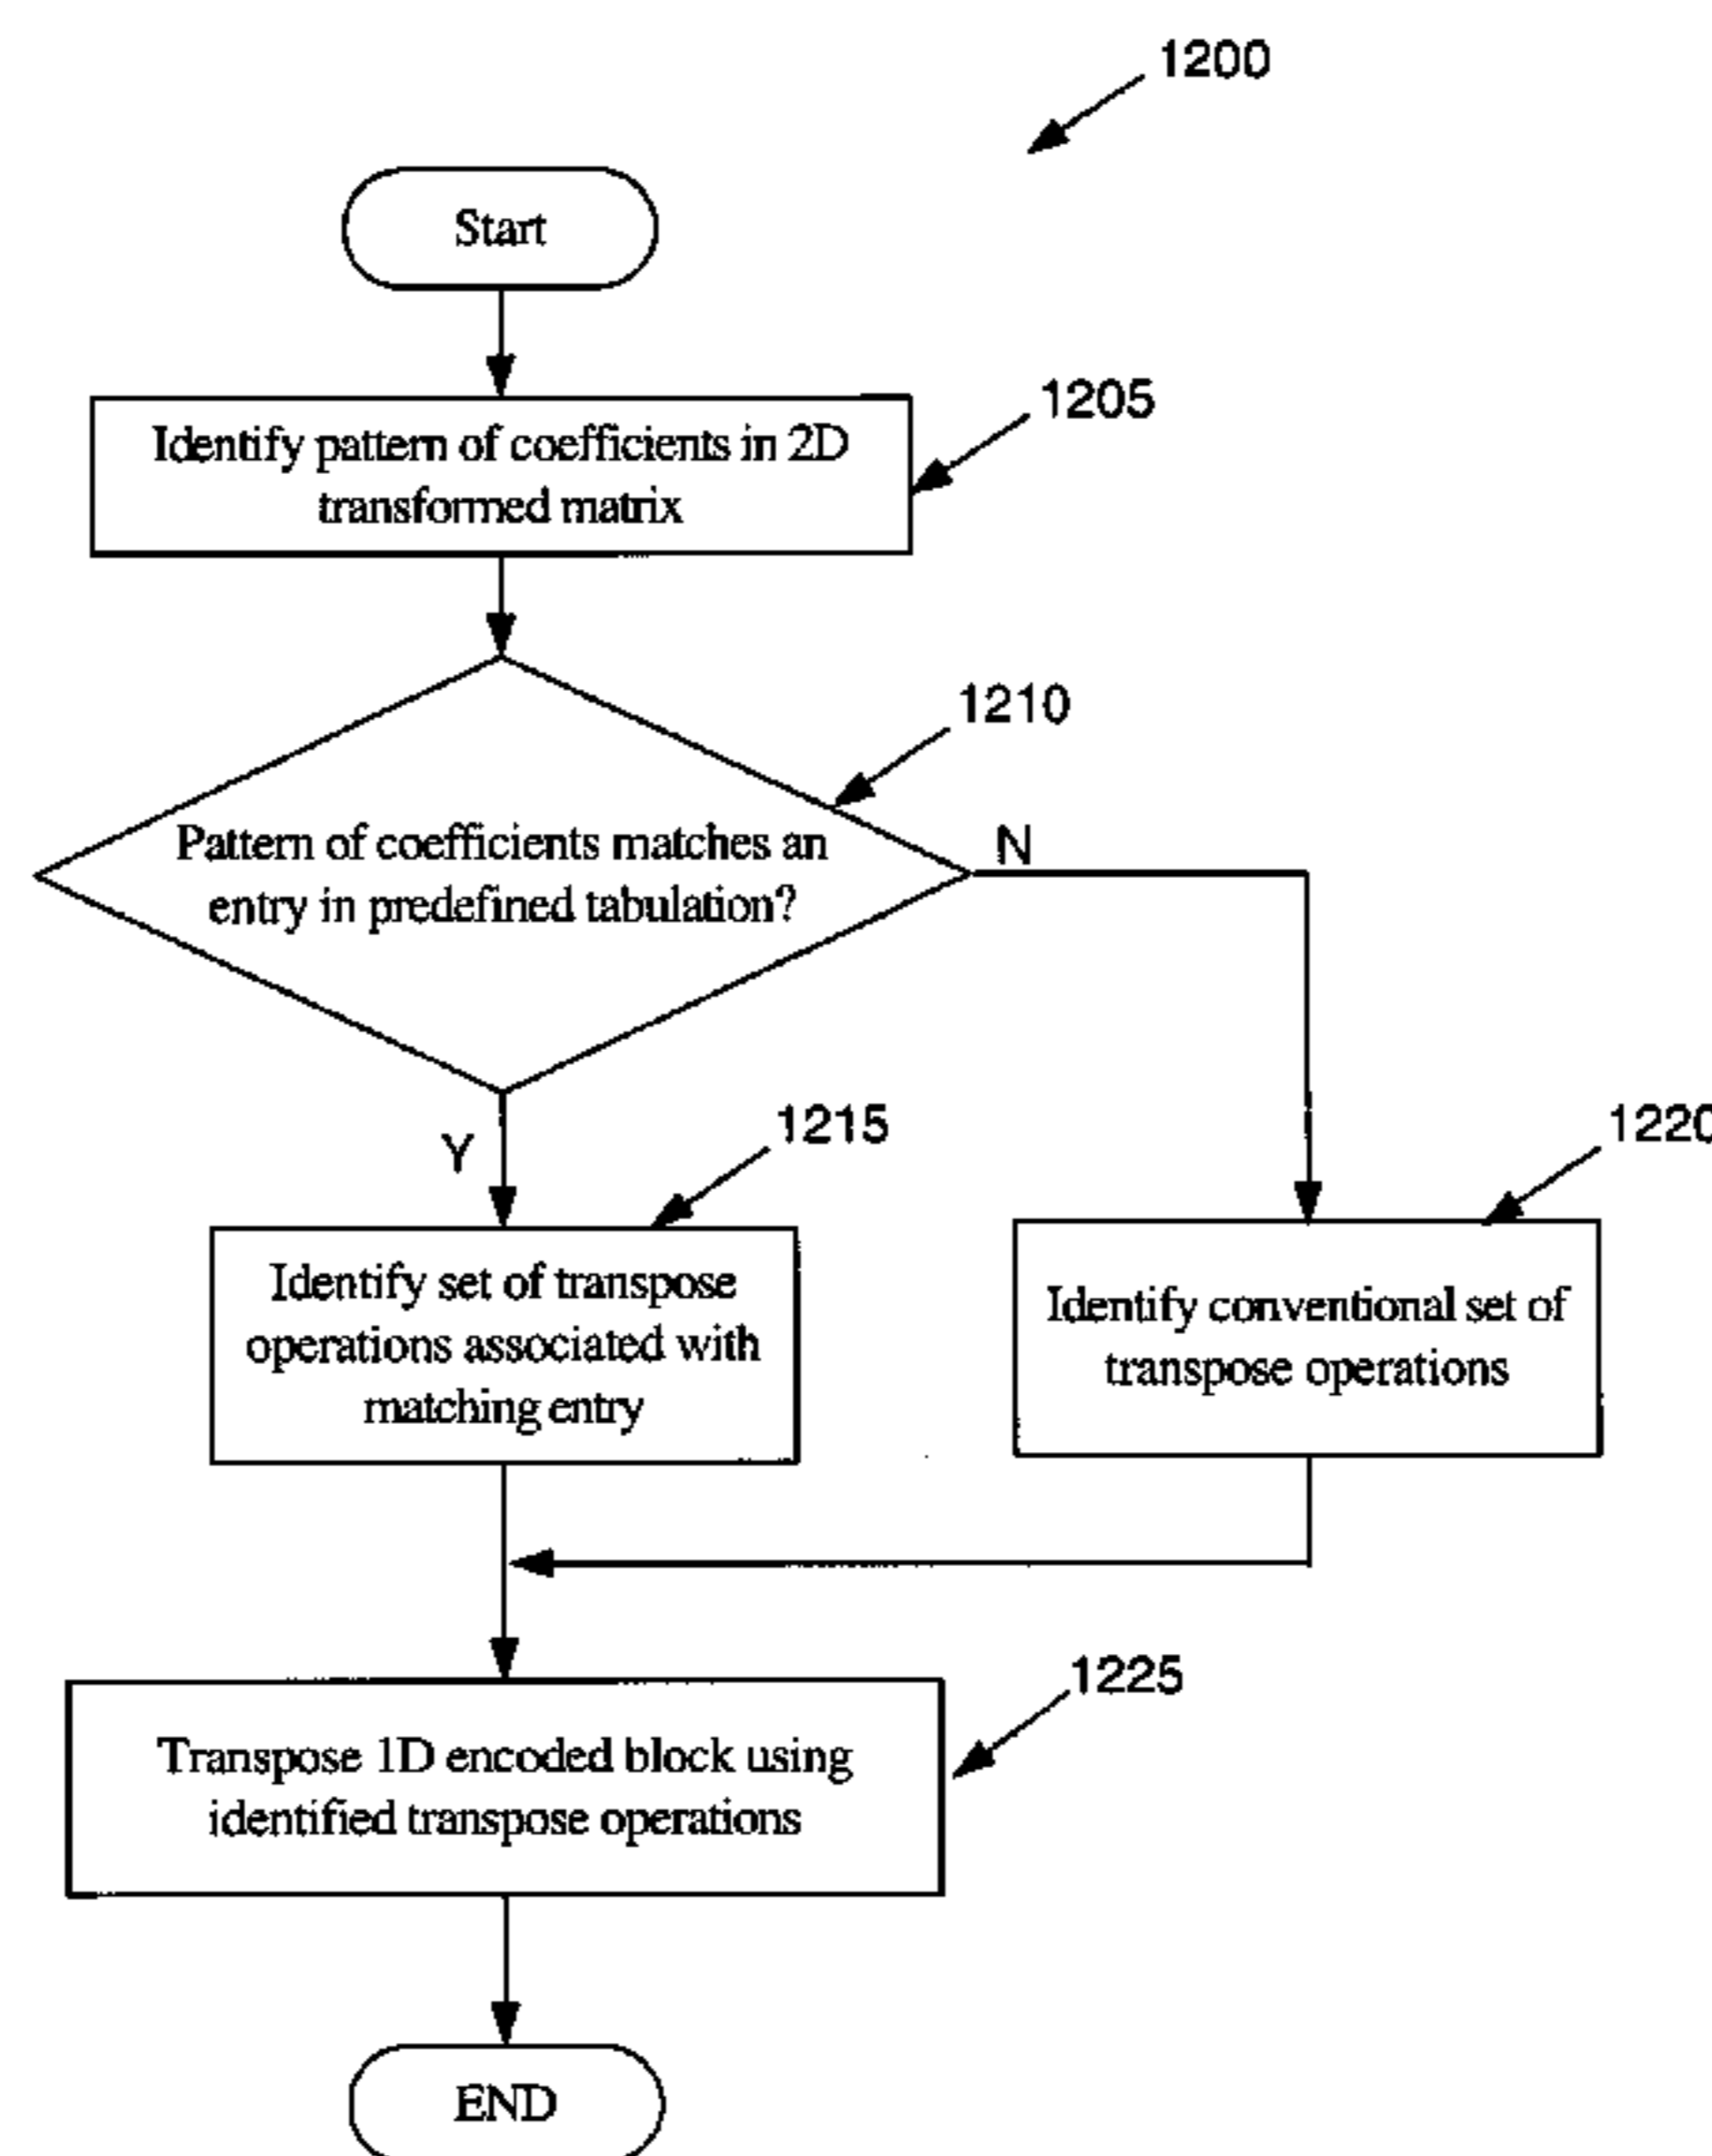 1200
Start
1205
Identify pattern of coefficients in 2D
transformed matrix
1210
Pattern of coefficients matches an
entry in predefined tabulation?
N
Y
1215
1220
Identify set of transpose
operations associated with
matching entry
Identify conventional set of
transpose operations
1225
Transpose 1D encoded block using
identified transpose operations
END